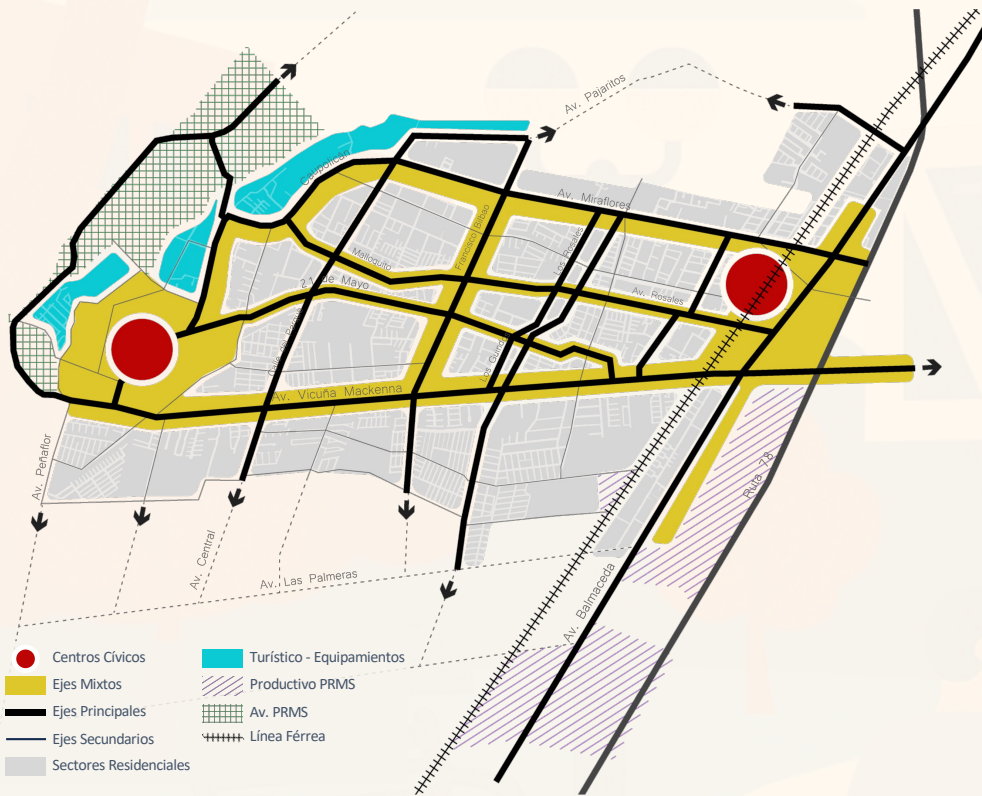 Av. Pajaritos
Caupolicán
Av. Miraflores
Francisco Bilbao
Los Rosales
Malloquito
21 de Mayo
Av. Rosales
Av. Vicuña Mackenna
Av. Peñaflor
Ruta 78
Av. Central
Av. Las Palmeras
Av. Balmaceda
Centros Cívicos
Ejes Mixtos
Ejes Principales
Ejes Secundarios
Sectores Residenciales
Turístico - Equipamientos
Productivo PRMS
Av. PRMS
Línea Férrea